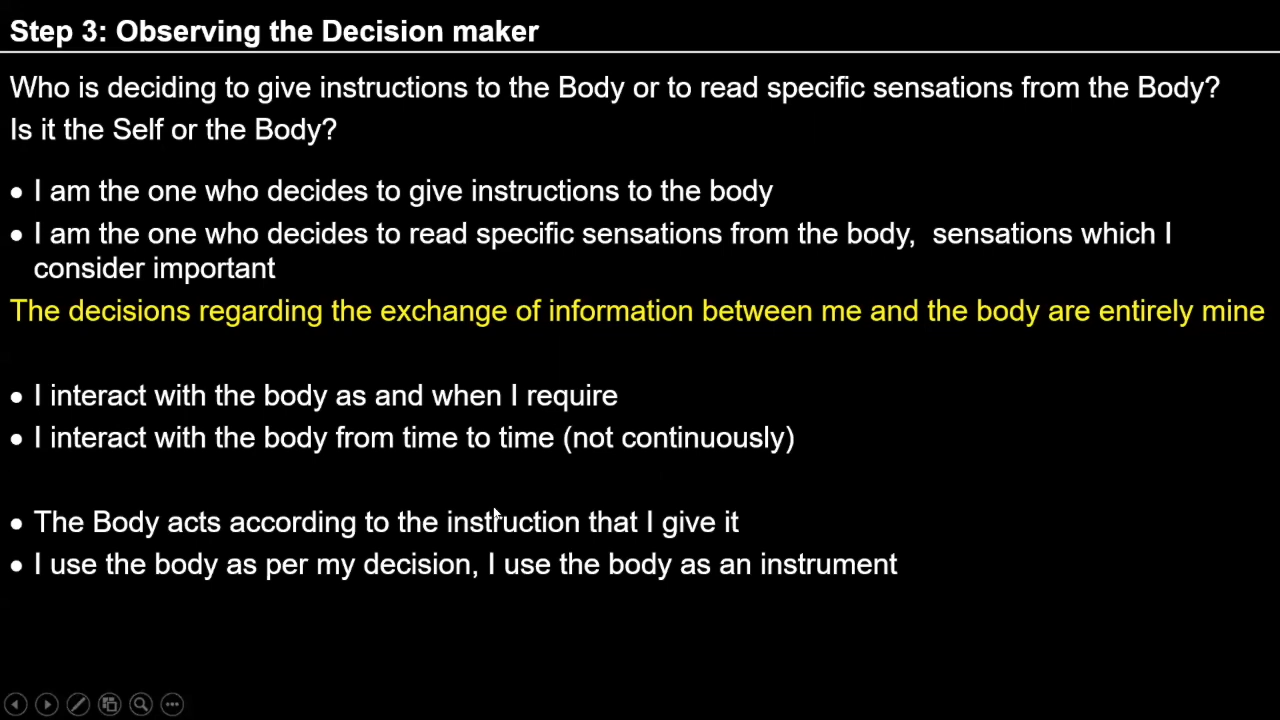 Step 3: Observing the Decision maker
Who is deciding to give instructions to the Body or to read specific sensations from the Body?
Is it the Self or the Body?
• I am the one who decides to give instructions to the body
• I am the one who decides to read specific sensations from the body,  sensations which I
consider important
The decisions regarding the exchange of information between me and the body are entirely mine
• I interact with the body as and when I require
• I interact with the body from time to time (not continuously)
• The Body acts according to the instruction that I give it
• I use the body as per my decision, I use the body as an instrument